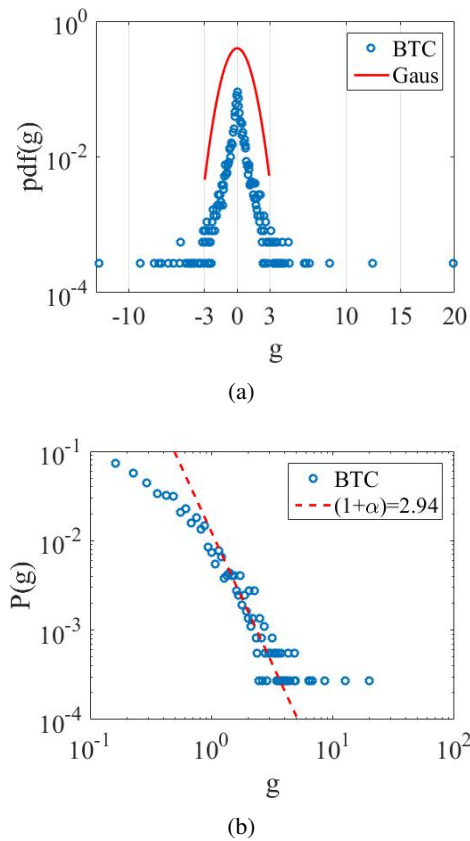 10^0
BTC
Gaus
pdf(g)
10^-2
10^-4
-10 -3 0 3 10 15 20
g
(a)
10^-1
BTC
(1+α)=2.94
10^-2
P(g)
10^-3
10^-4
10^-1 10^0 10^1 10^2
g
(b)